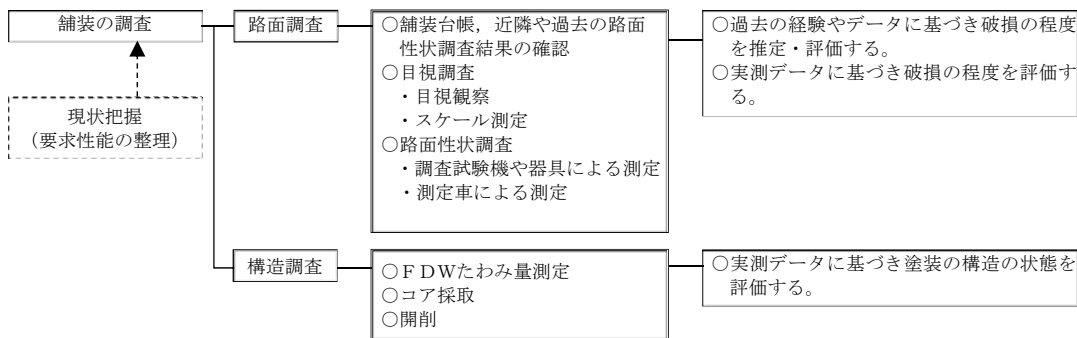 舗装の調査
現状把握
（要求性能の整理）
路面調査
○舗装台帳，近隣や過去の路面
性状調査結果の確認
○目視調査
・目視観察
・スケール測定
○路面性状調査
・調査試験機や器具による測定
・測定車による測定
○過去の経験やデータに基づき破損の程度
を推定・評価する。
○実測データに基づき破損の程度を評価す
る。
構造調査
○ＦＤＷたわみ量測定
○コア採取
○開削
○実測データに基づき塗装の構造の状態を
評価する。